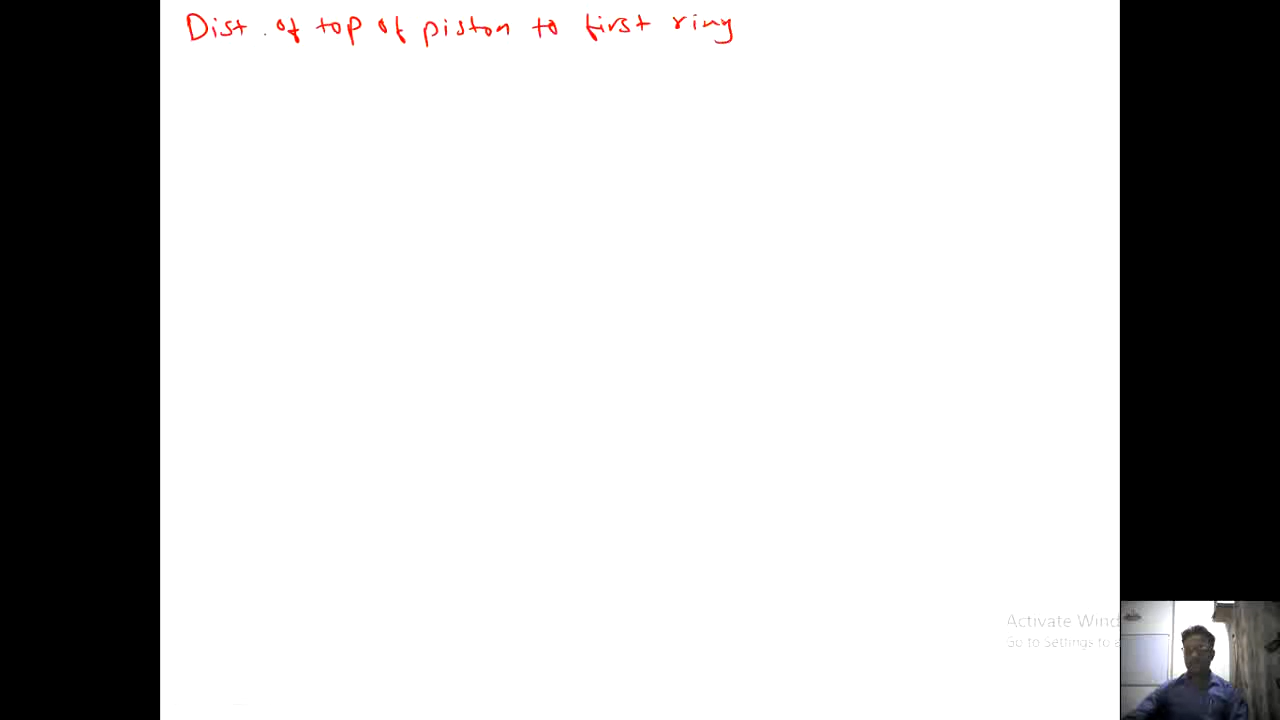 Dist. of top of piston to first ring
Activate Wind
Go to Settings to a